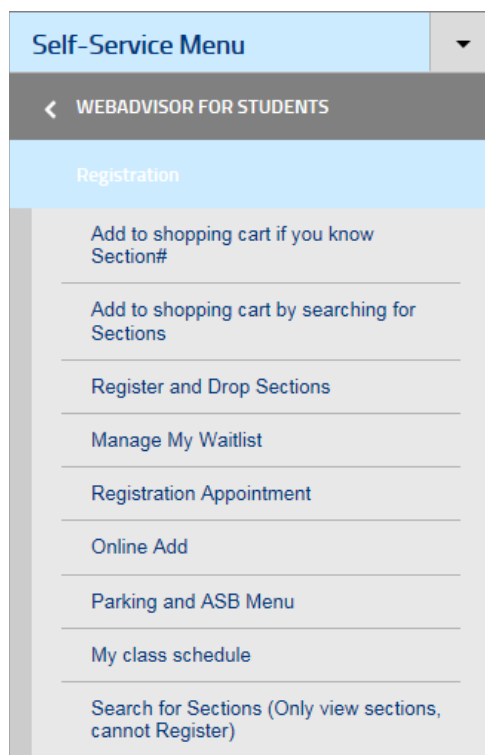 Self-Service Menu
WEBADVISOR FOR STUDENTS
Registration
Add to shopping cart if you know
Section#
Add to shopping cart by searching for
Sections
Register and Drop Sections
Manage My Waitlist
Registration Appointment
Online Add
Parking and ASB Menu
My class schedule
Search for Sections (Only view sections,
cannot Register)